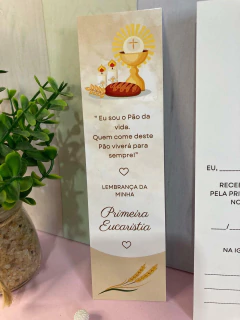 " Eu sou o Pão da
vida.
Quem come deste
Pão viverá para
sempre!"
LEMBRANÇA DA
MINHA
Primeira
Eucaristia
EU,
RECE
PELA PRI
NO
/
NA IG